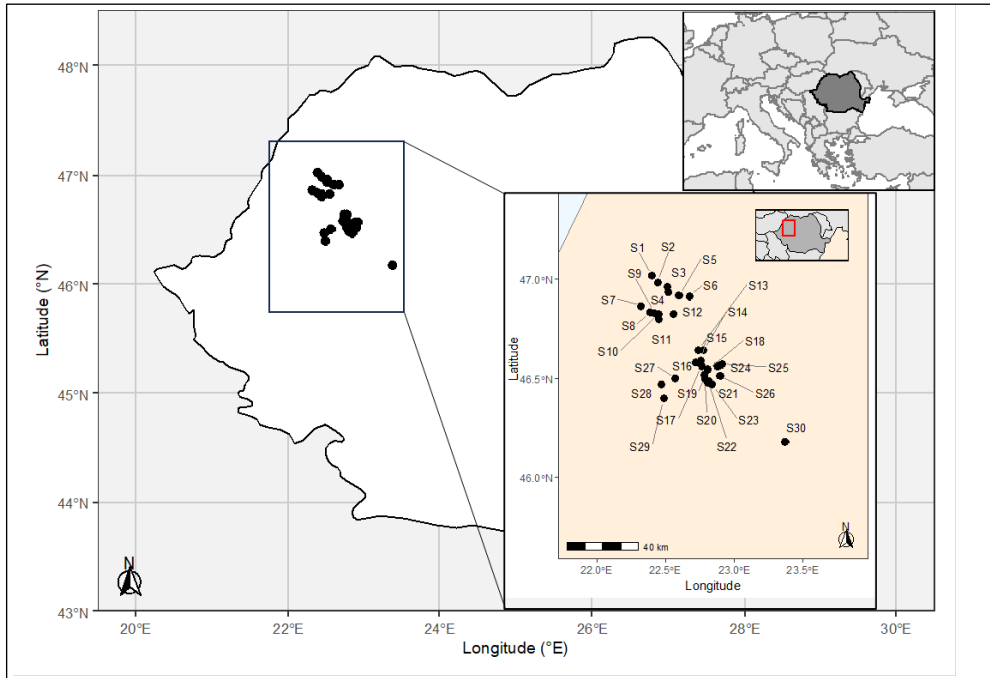 48°N
47°N
46°N
45°N
44°N
43°N
Latitude (°N)
20°E
22°E
24°E
26°E
28°E
30°E
Longitude (°E)
N
S1
S2
S3
S5
S9
S6
S13
S7
S4
S12
S14
S8
S15
S18
S10
S11
S27
S16
S24
S25
S28
S19
S21
S26
S17
S20
S23
S29
S22
S30
47.0°N
46.5°N
46.0°N
Latitude
N
40 km
22.0°E
22.5°E
23.0°E
23.5°E
Longitude